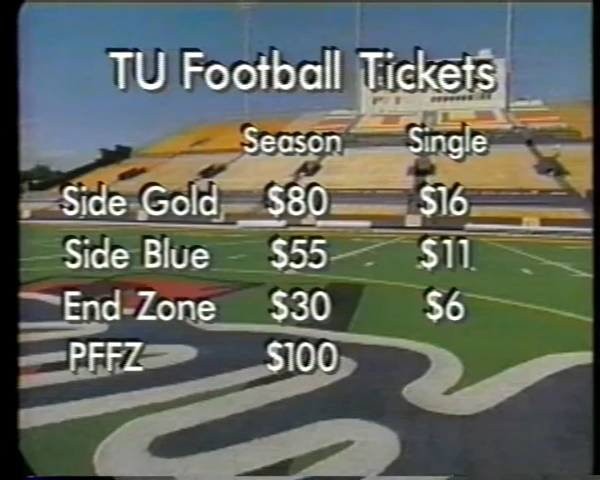 TU Football Tickets
Season Single
Side Gold $80 $16
Side Blue $55 $11
End Zone $30 $6
PFFZ $100